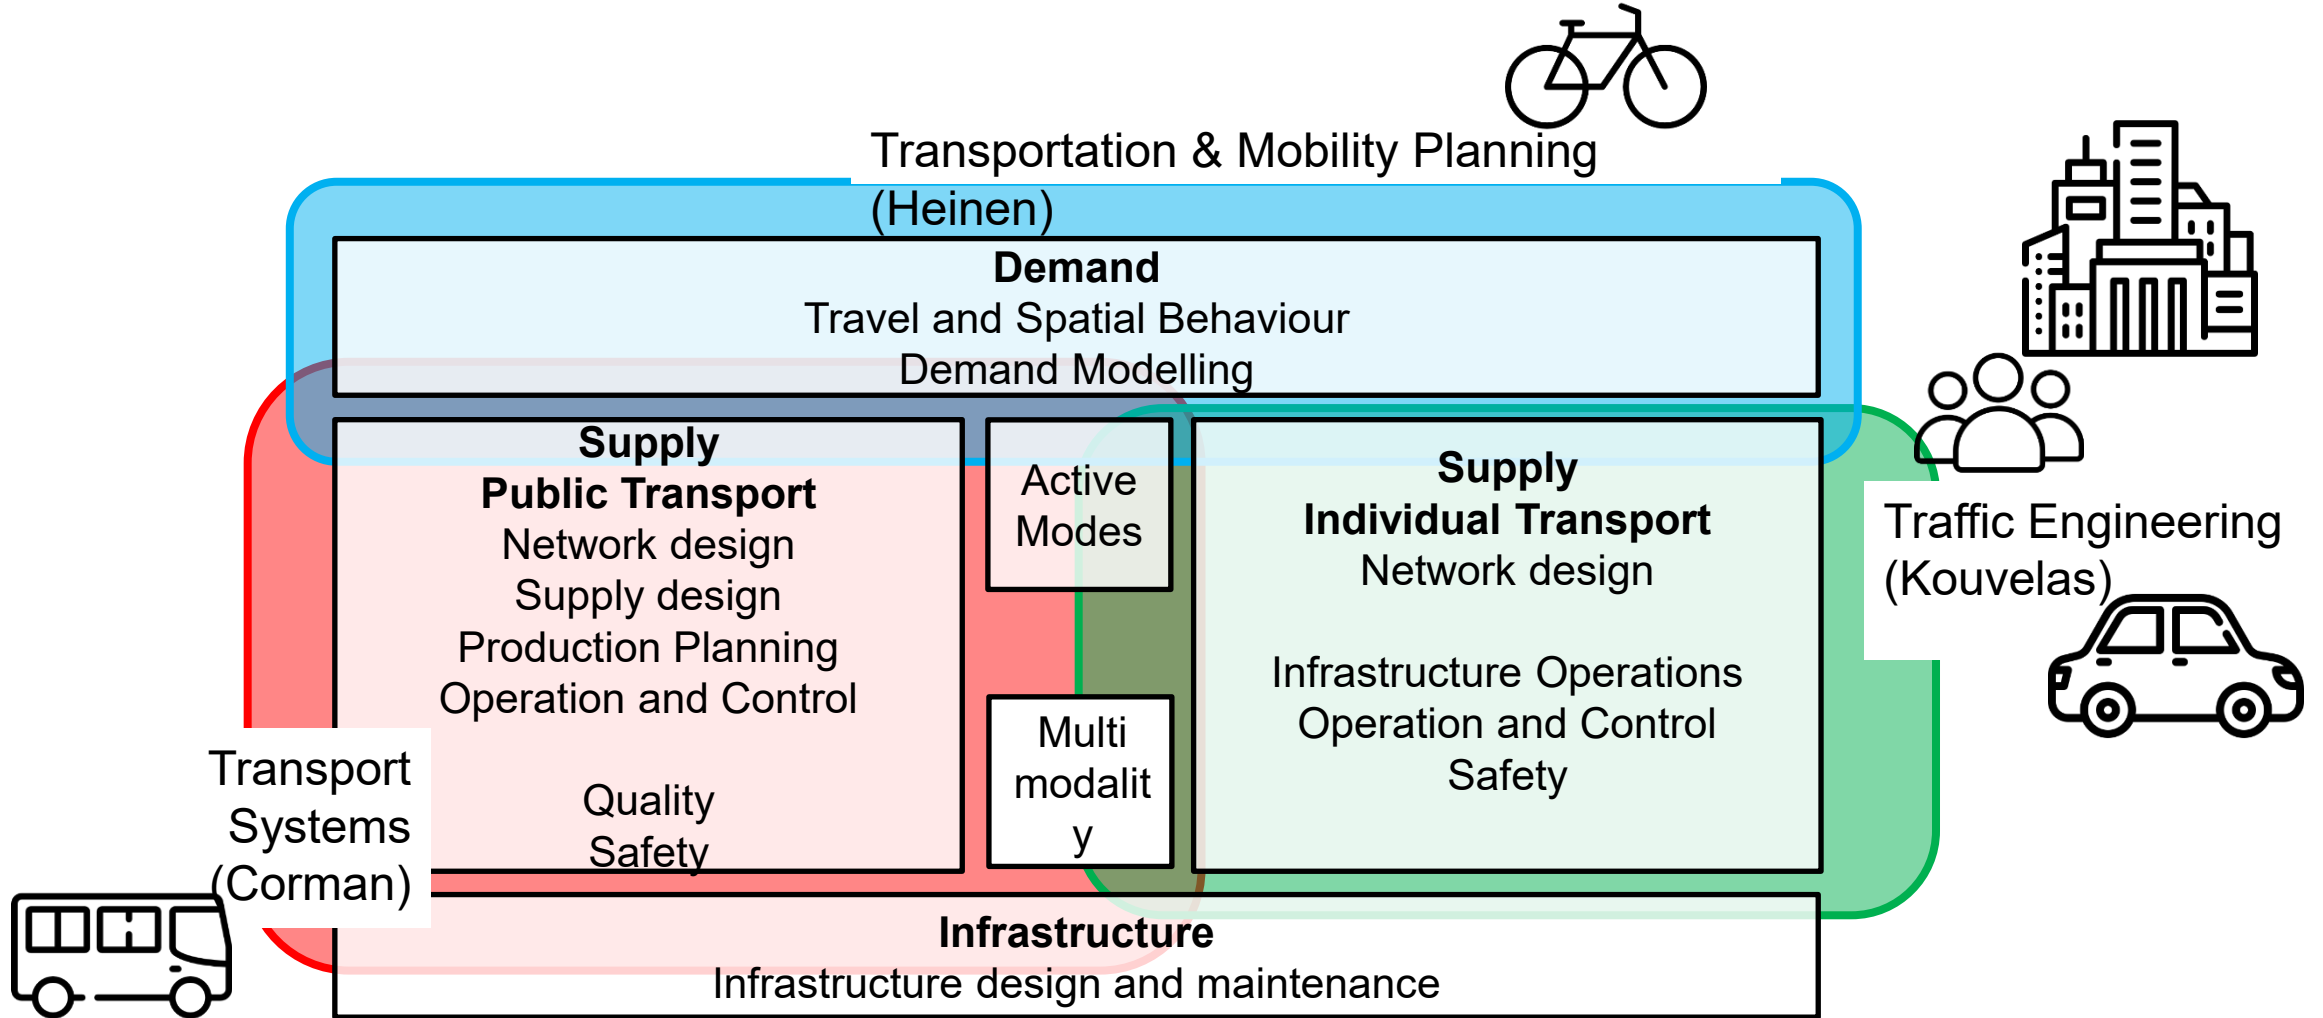 Transportation & Mobility Planning
(Heinen)
Demand
Travel and Spatial Behaviour
Demand Modelling
Supply
Public Transport
Network design
Supply design
Production Planning
Operation and Control
Quality
Safety
Active
Modes
Multi
modalit
y
Supply
Individual Transport
Network design
Infrastructure Operations
Operation and Control
Safety
Traffic Engineering
(Kouvelas)
Transport
Systems
(Corman)
Infrastructure
Infrastructure design and maintenance